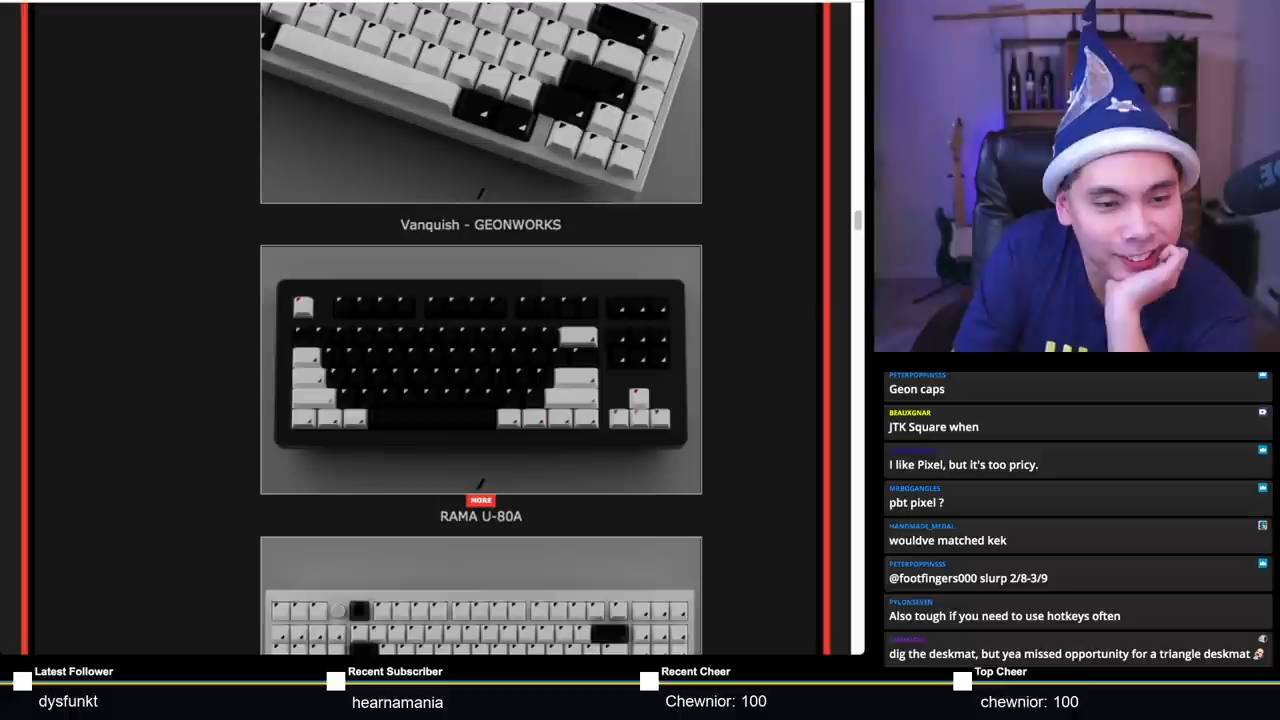 Vanquish - GEONWORKS
MORE
RAMA U-80A
PETERPOPPINSSS
Geon caps
BEAUXGNAR
JTK Square when
I like Pixel, but it's too pricy.
MRBOGANGLES
pbt pixel ?
HANDMADE_MEDAL
wouldve matched kek
PETERPOPPINSSS
@footfingers000 slurp 2/8-3/9
PYLONSEVEN
Also tough if you need to use hotkeys often
dig the deskmat, but yea missed opportunity for a triangle deskmat
Latest Follower
dysfunkt
Recent Subscriber
hearnamania
Recent Cheer
Chewnior: 100
Top Cheer
chewnior: 100